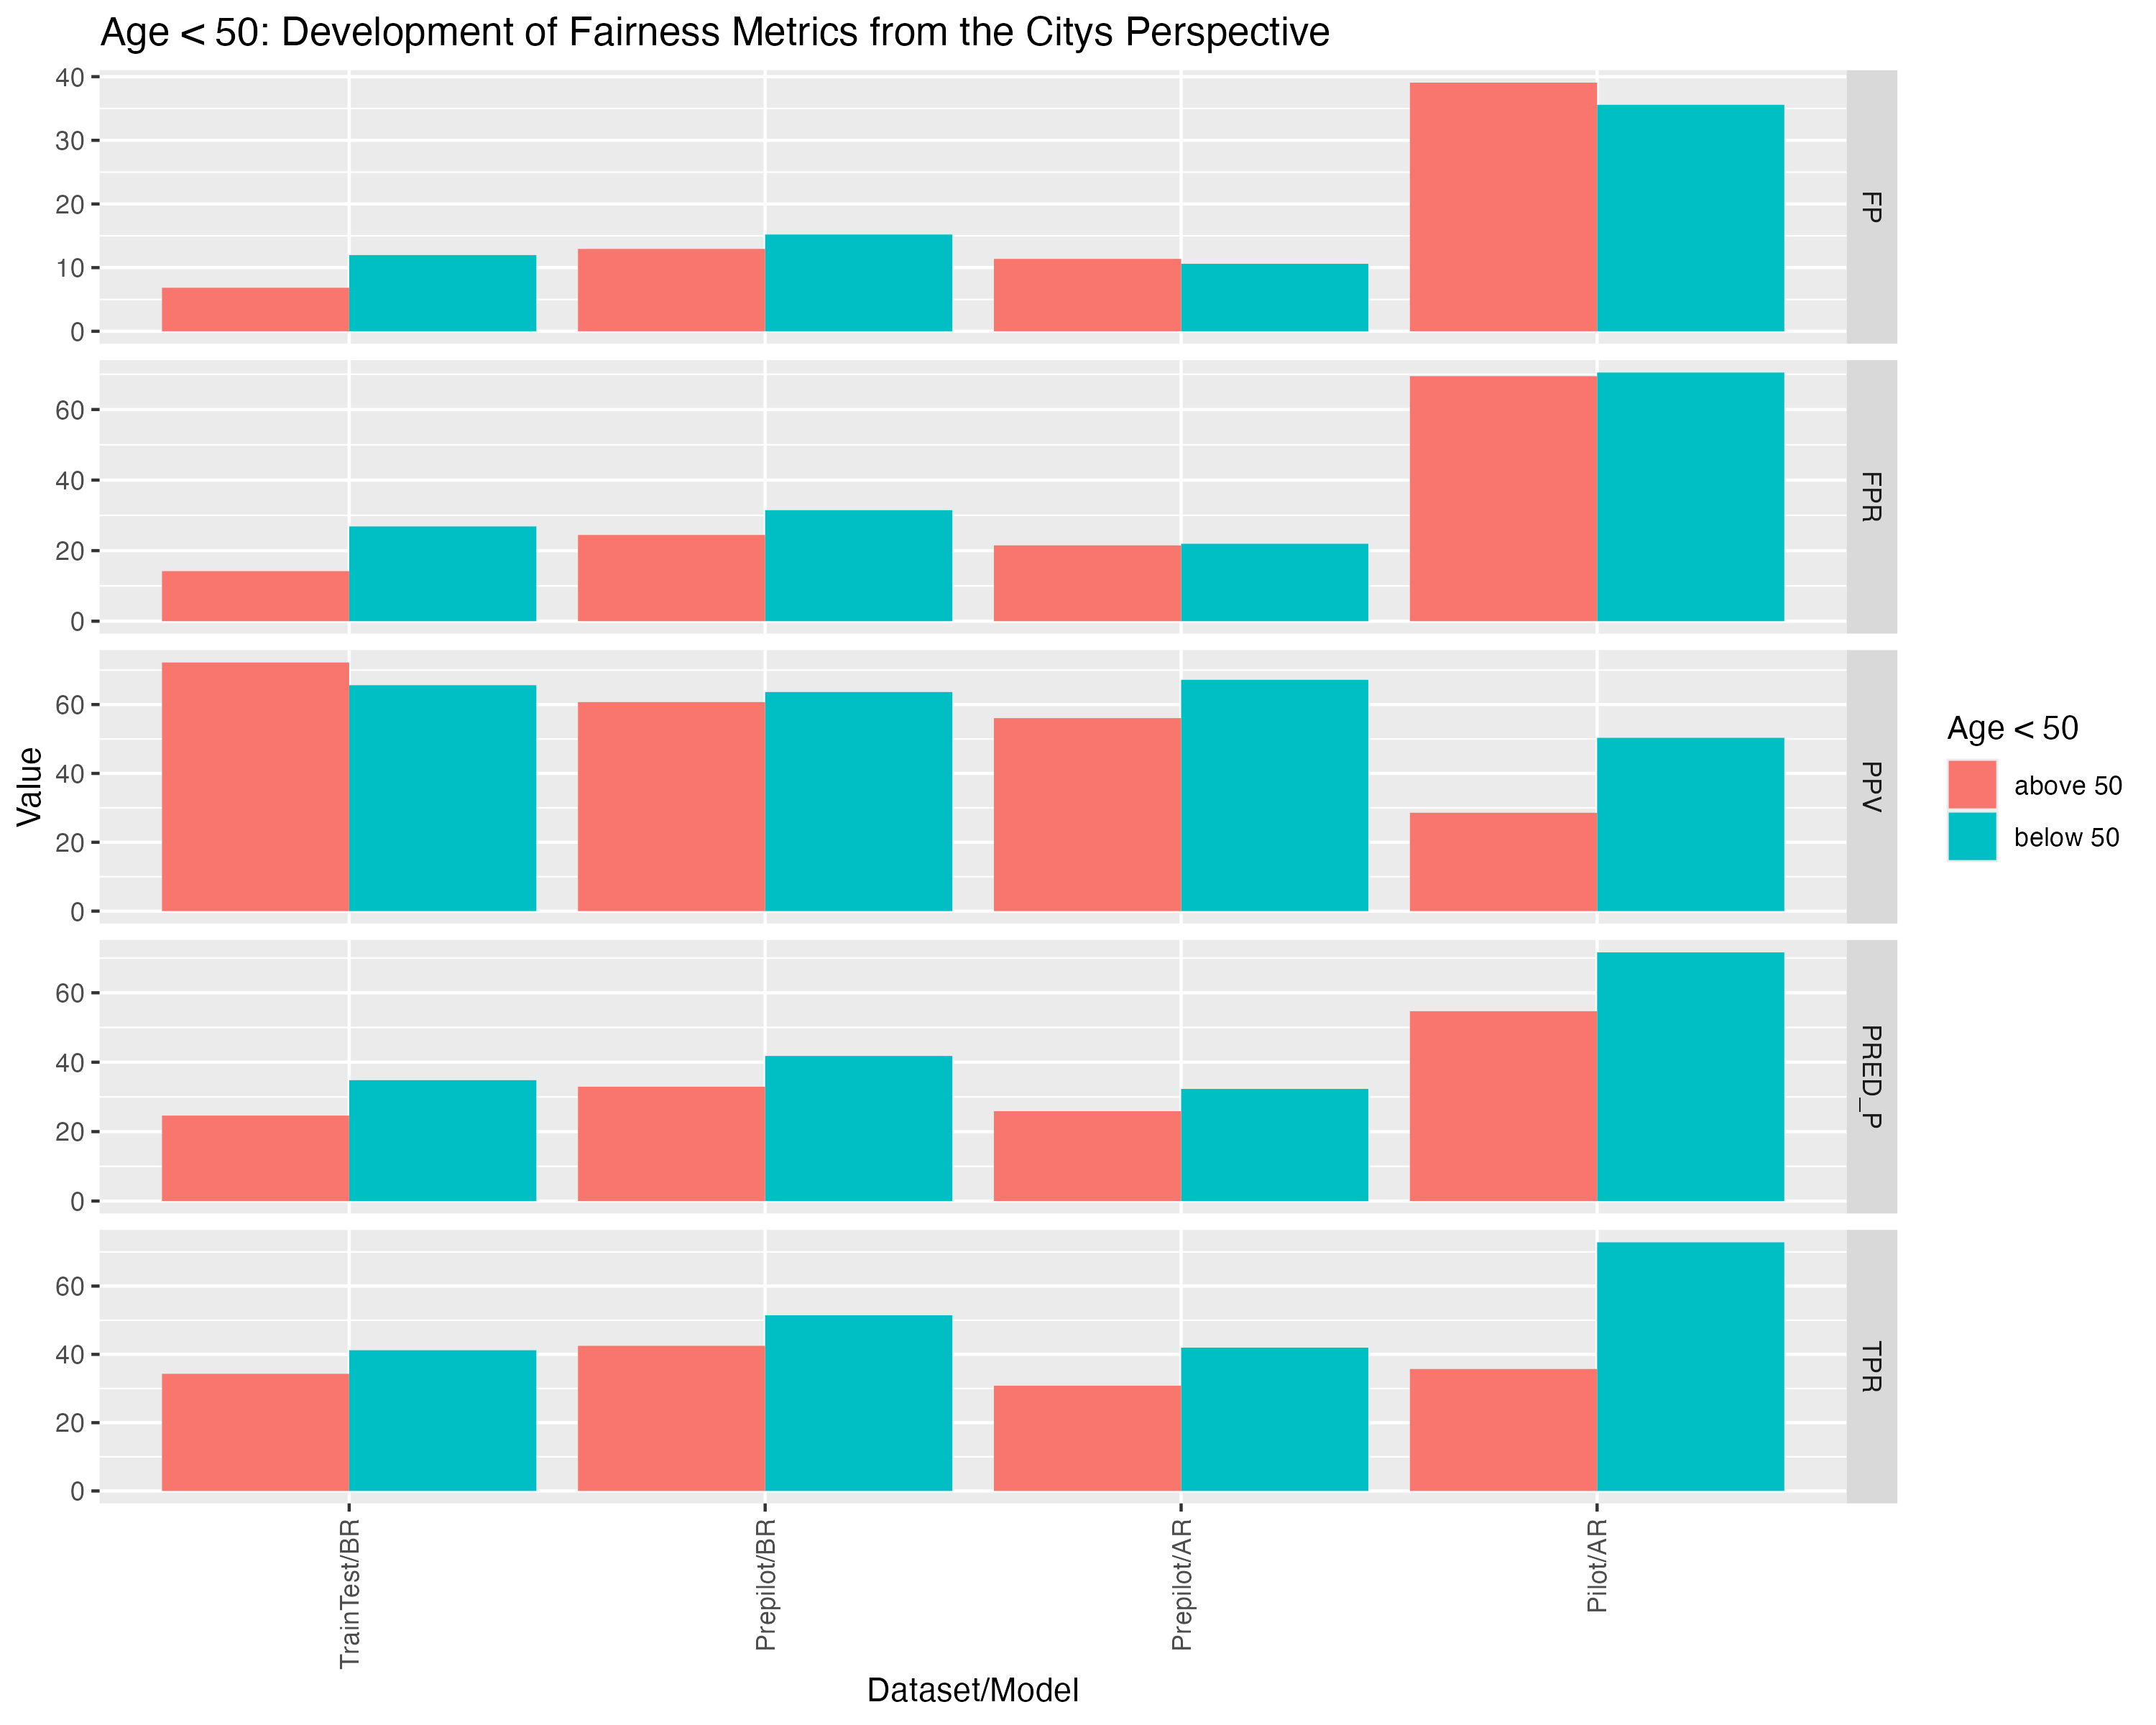 Age < 50: Development of Fairness Metrics from the Citys Perspective
40
30
20
10
0
FP
60
40
20
0
FPR
60
40
20
0
PPV
60
40
20
0
PRED_P
60
40
20
0
TPR
Value
TrainTest/BR
Prepilot/BR
Prepilot/AR
Pilot/AR
Dataset/Model
Age < 50
above 50
below 50